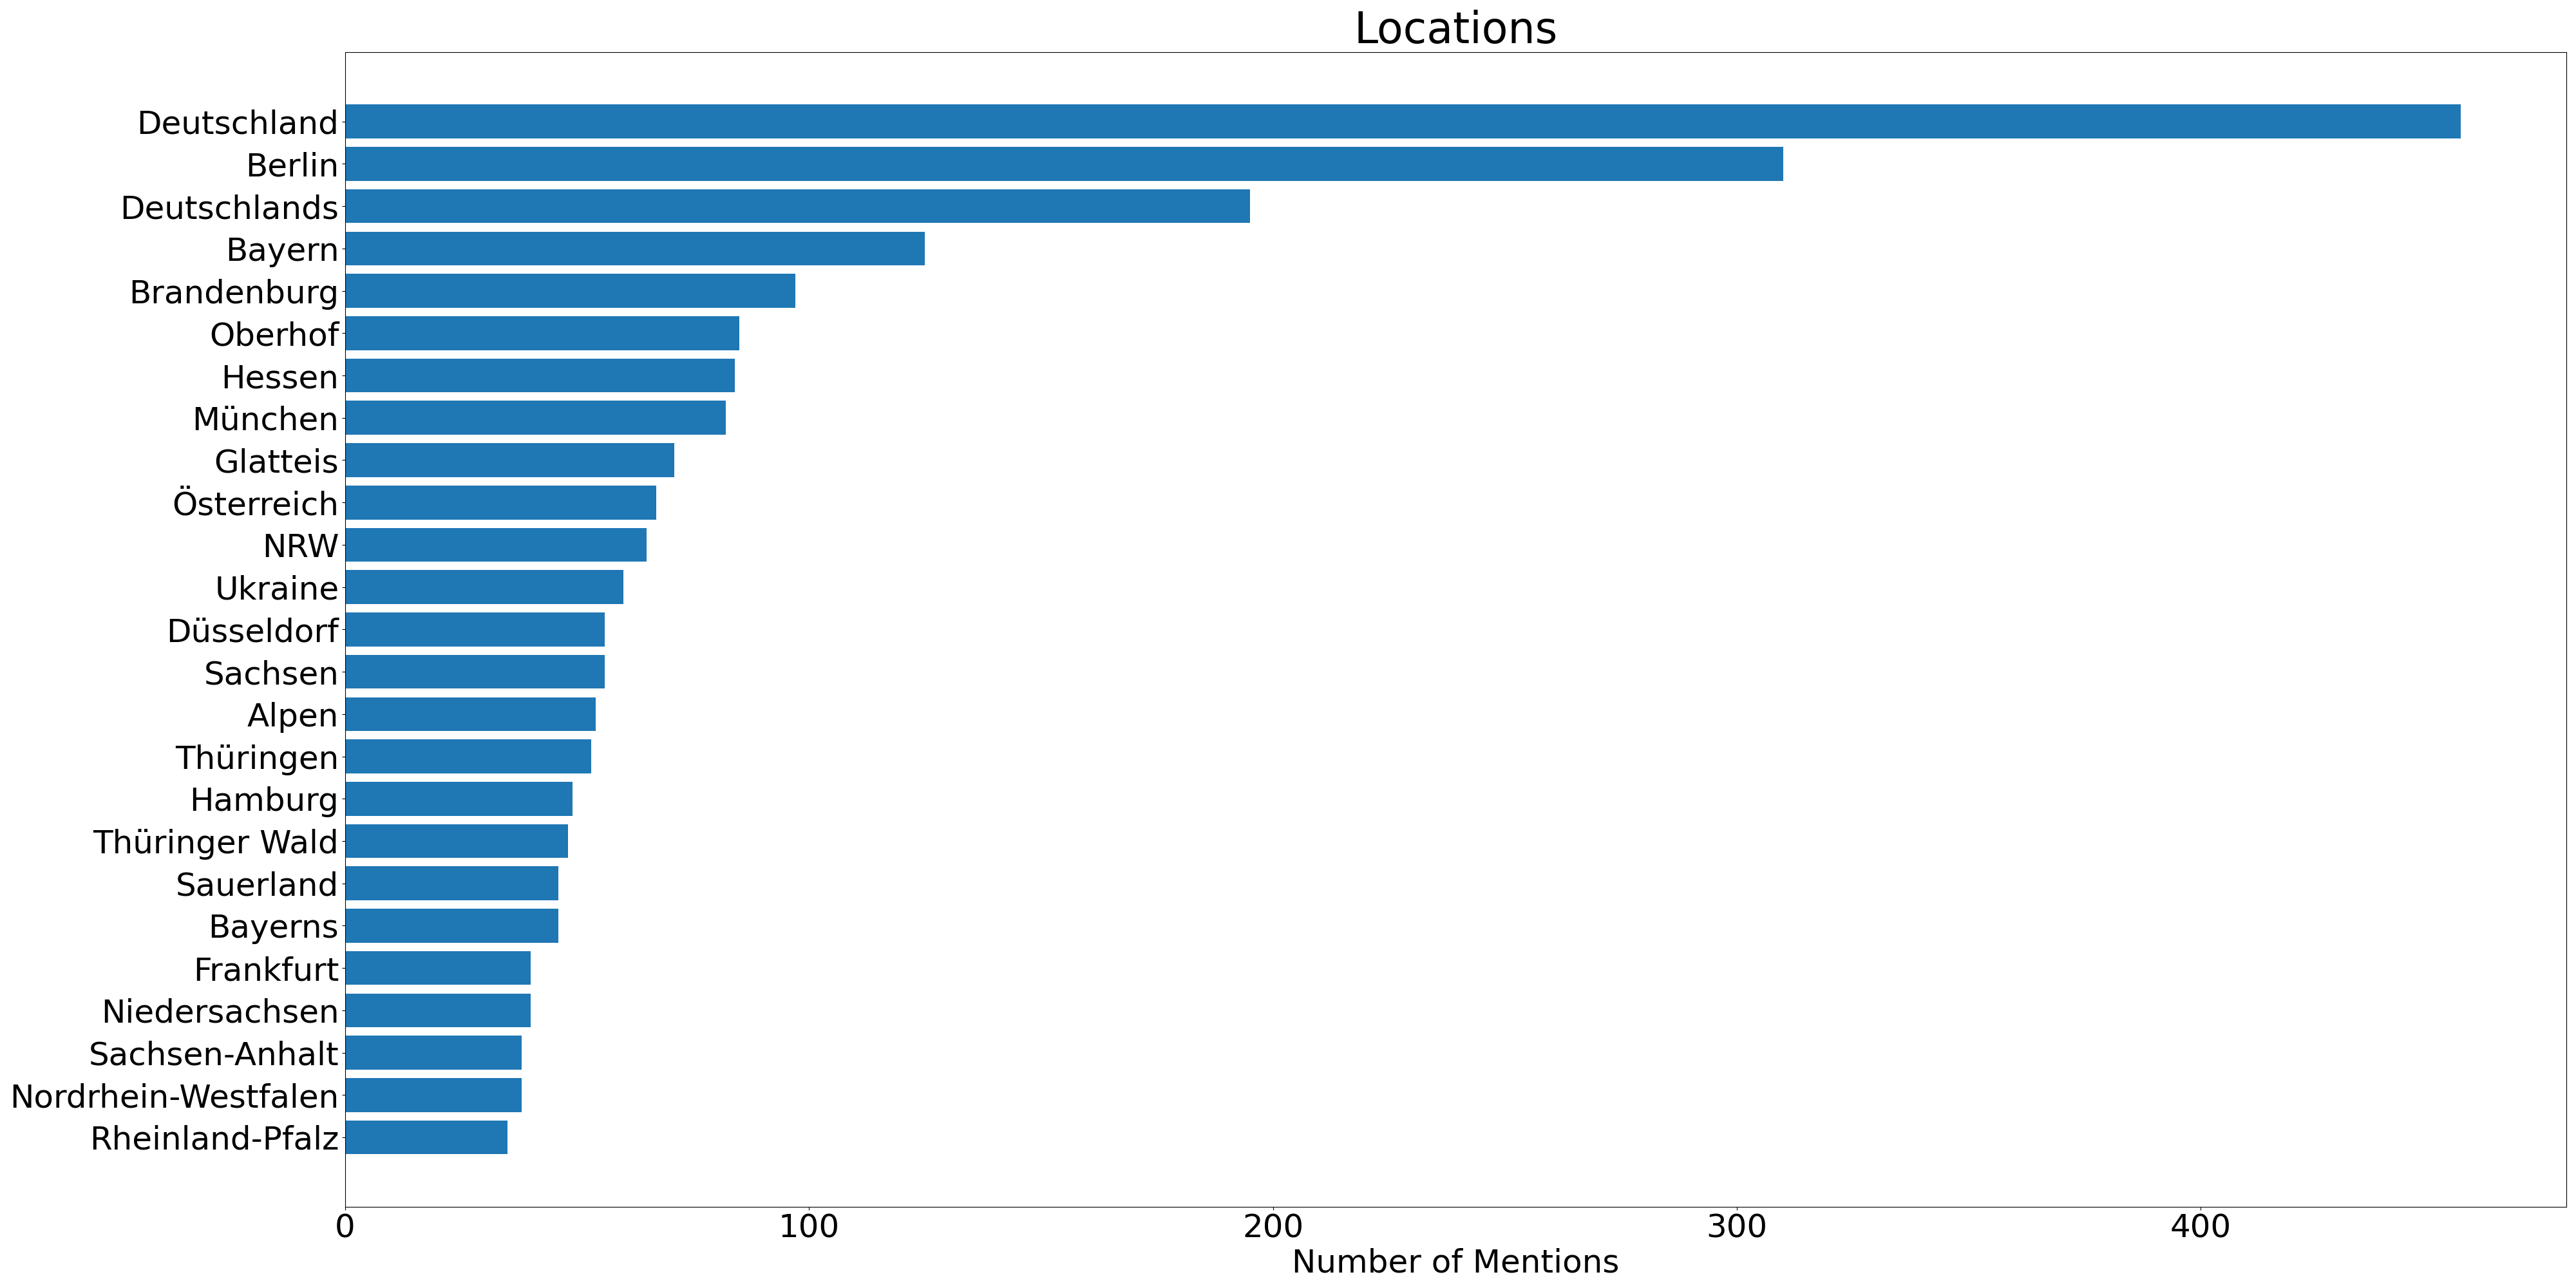 Locations
Deutschland
Berlin
Deutschlands
Bayern
Brandenburg
Oberhof
Hessen
München
Glatteis
Österreich
NRW
Ukraine
Düsseldorf
Sachsen
Alpen
Thüringen
Hamburg
Thüringer Wald
Sauerland
Bayerns
Frankfurt
Niedersachsen
Sachsen-Anhalt
Nordrhein-Westfalen
Rheinland-Pfalz
0 100 200 300 400
Number of Mentions